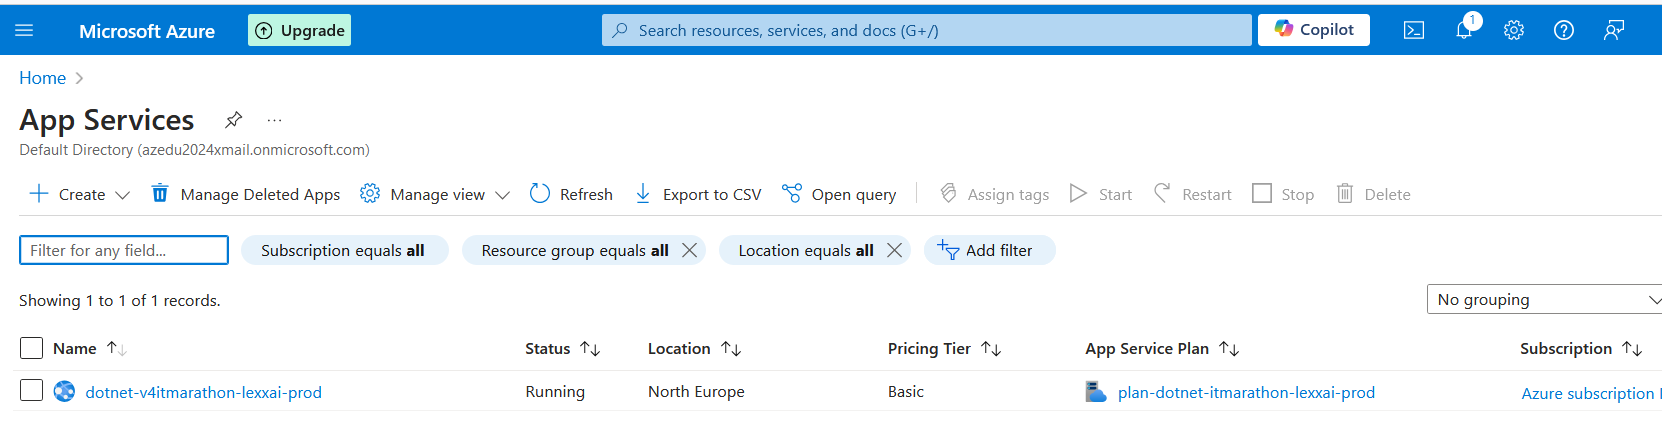 Microsoft Azure Upgrade Search resources, services, and docs (G+/) Copilot 1
Home
App Services ...
Default Directory (azedu2024xmail.onmicrosoft.com)
Create Manage Deleted Apps Manage view Refresh Export to CSV Open query Assign tags Start Restart Stop Delete
Filter for any field... Subscription equals all Resource group equals all Location equals all Add filter
Showing 1 to 1 of 1 records. No grouping
Name Status Location Pricing Tier App Service Plan Subscription
dotnet-v4itmarathon-lexxai-prod Running North Europe Basic plan-dotnet-itmarathon-lexxai-prod Azure subscription